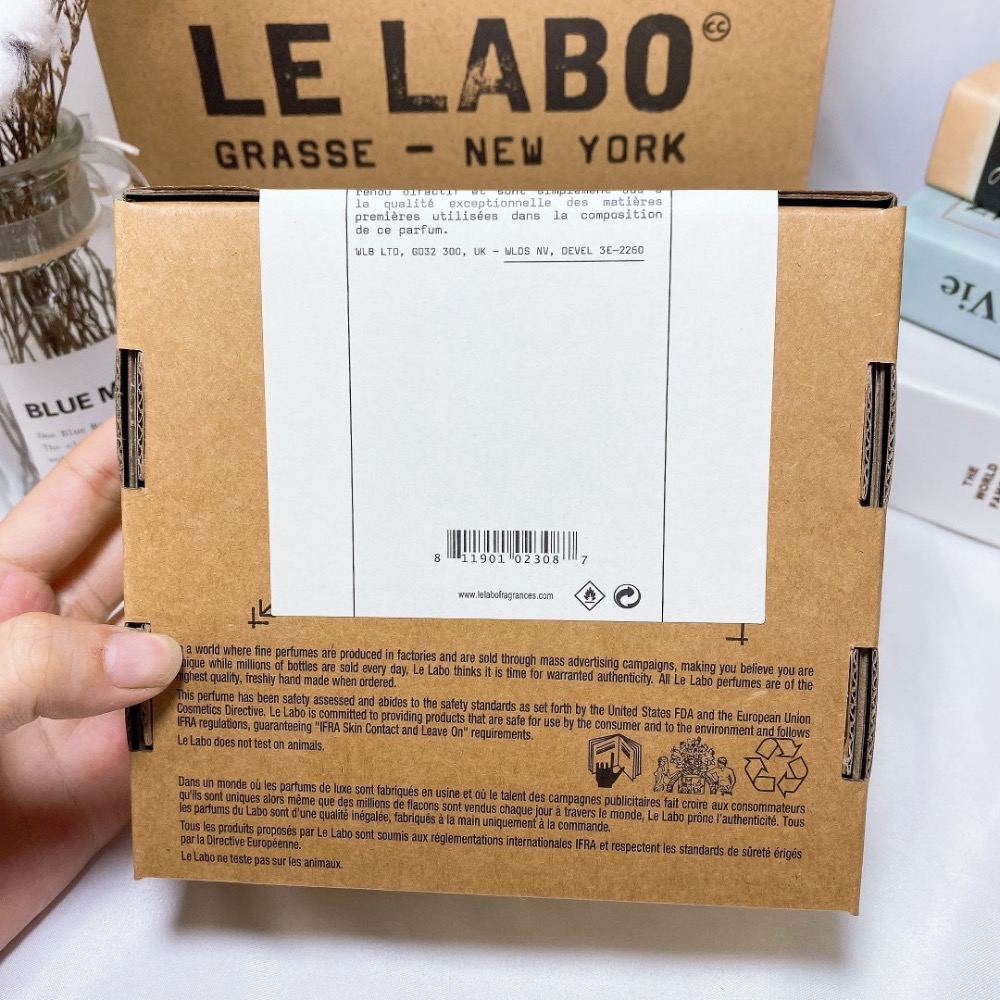 LE LABO
CC
GRASSE — NEW YORK
rendu olfactif et sont simplement dus à
la qualité exceptionnelle des metières
premières utilisées dans la composition
de ce parfum.
WL8 LTD, GD32 300, UK – WLDS NV, DEVEL 3E-2260
8 11901 02308 7
www.lelabofragrances.com
a world where fine perfumes are produced in factories and are sold through mass advertising campaigns, making you believe you are
unique while millions of bottles are sold every day, Le Labo thinks it is time for warranted authenticity. All Le Labo perfumes are of the
highest quality, freshly hand made when ordered.
This perfume has been safety assessed and abides to the safety standards as set forth by the United States FDA and the European Union
Cosmetics Directive. Le Labo is committed to providing products that are safe for use by the consumer and to the environment and follows
IFRA regulations, guaranteeing "IFRA Skin Contact and Leave On" requirements.
Le Labo does not test on animals.
Dans un monde où les parfums de luxe sont fabriqués en usine et où le talent des campagnes publicitaires fait croire aux consommateurs
qu'ils sont uniques alors même que des millions de flacons sont vendus chaque jour à travers le monde, Le Labo prône l'authenticité. Tous
les parfums du Labo sont d'une qualité inégalée, fabriqués à la main uniquement à la commande.
Tous les produits proposés par Le Labo sont soumis aux réglementations internationales IFRA et respectent les standards de sûreté érigés
par la Directive Européenne.
Le Labo ne teste pas sur les animaux.
BLUE M
Vie
THE
WORLD